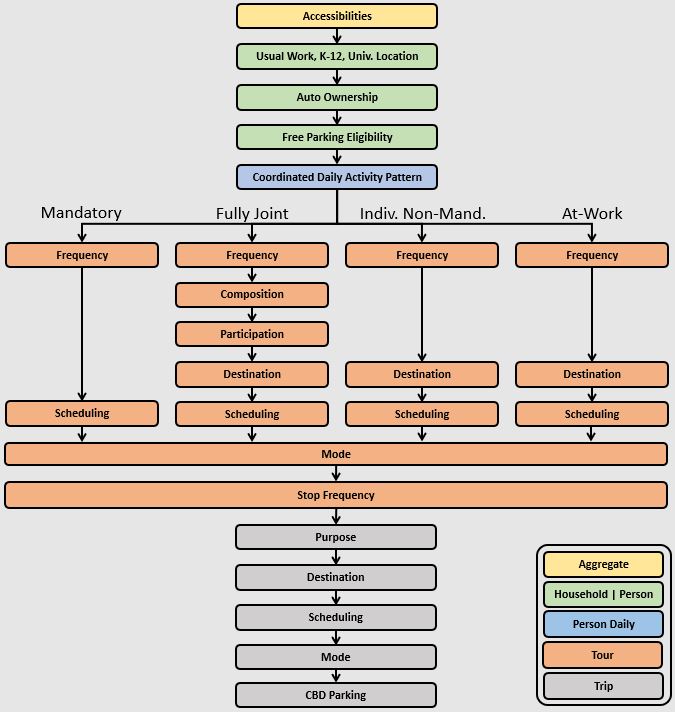 Accessibilities
Usual Work, K-12, Univ. Location
Auto Ownership
Free Parking Eligibility
Coordinated Daily Activity Pattern
Mandatory
Fully Joint
Indiv. Non-Mand.
At-Work
Frequency
Frequency
Frequency
Frequency
Composition
Participation
Destination
Destination
Destination
Scheduling
Scheduling
Scheduling
Scheduling
Mode
Stop Frequency
Purpose
Destination
Scheduling
Mode
CBD Parking
Aggregate
Household | Person
Person Daily
Tour
Trip